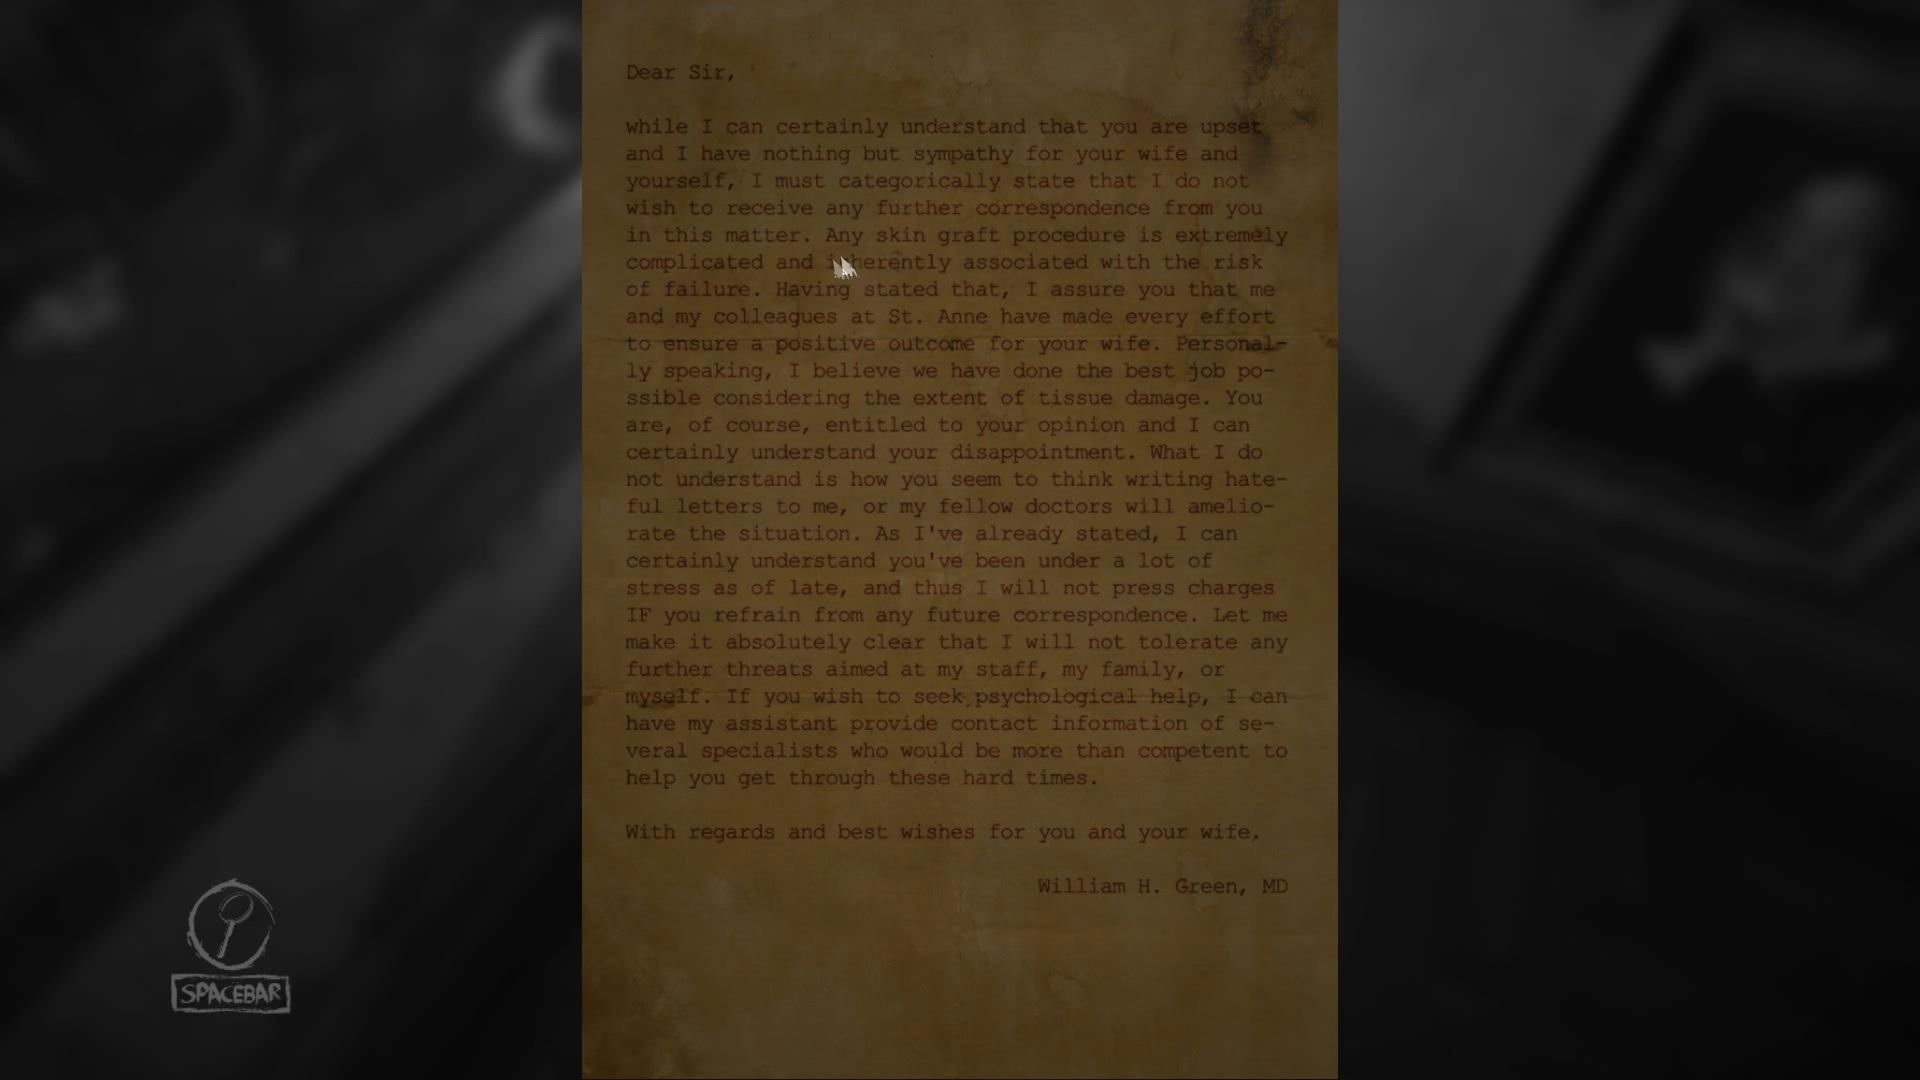 Dear Sir,
while I can certainly understand that you are upset
and I have nothing but sympathy for your wife and
yourself, I must categorically state that I do not
wish to receive any further correspondence from you
in this matter. Any skin graft procedure is extremely
complicated and inherently associated with the risk
of failure. Having stated that, I assure you that me
and my colleagues at St. Anne have made every effort
to ensure a positive outcome for your wife. Personal-
ly speaking, I believe we have done the best job po-
ssible considering the extent of tissue damage. You
are, of course, entitled to your opinion and I can
certainly understand your disappointment. What I do
not understand is how you seem to think writing hate-
ful letters to me, or my fellow doctors will amelio-
rate the situation. As I've already stated, I can
certainly understand you've been under a lot of
stress as of late, and thus I will not press charges
IF you refrain from any future correspondence. Let me
make it absolutely clear that I will not tolerate any
further threats aimed at my staff, my family, or
myself. If you wish to seek psychological help, I can
have my assistant provide contact information of se-
veral specialists who would be more than competent to
help you get through these hard times.
With regards and best wishes for you and your wife,
William H. Green, MD
SPACEBAR